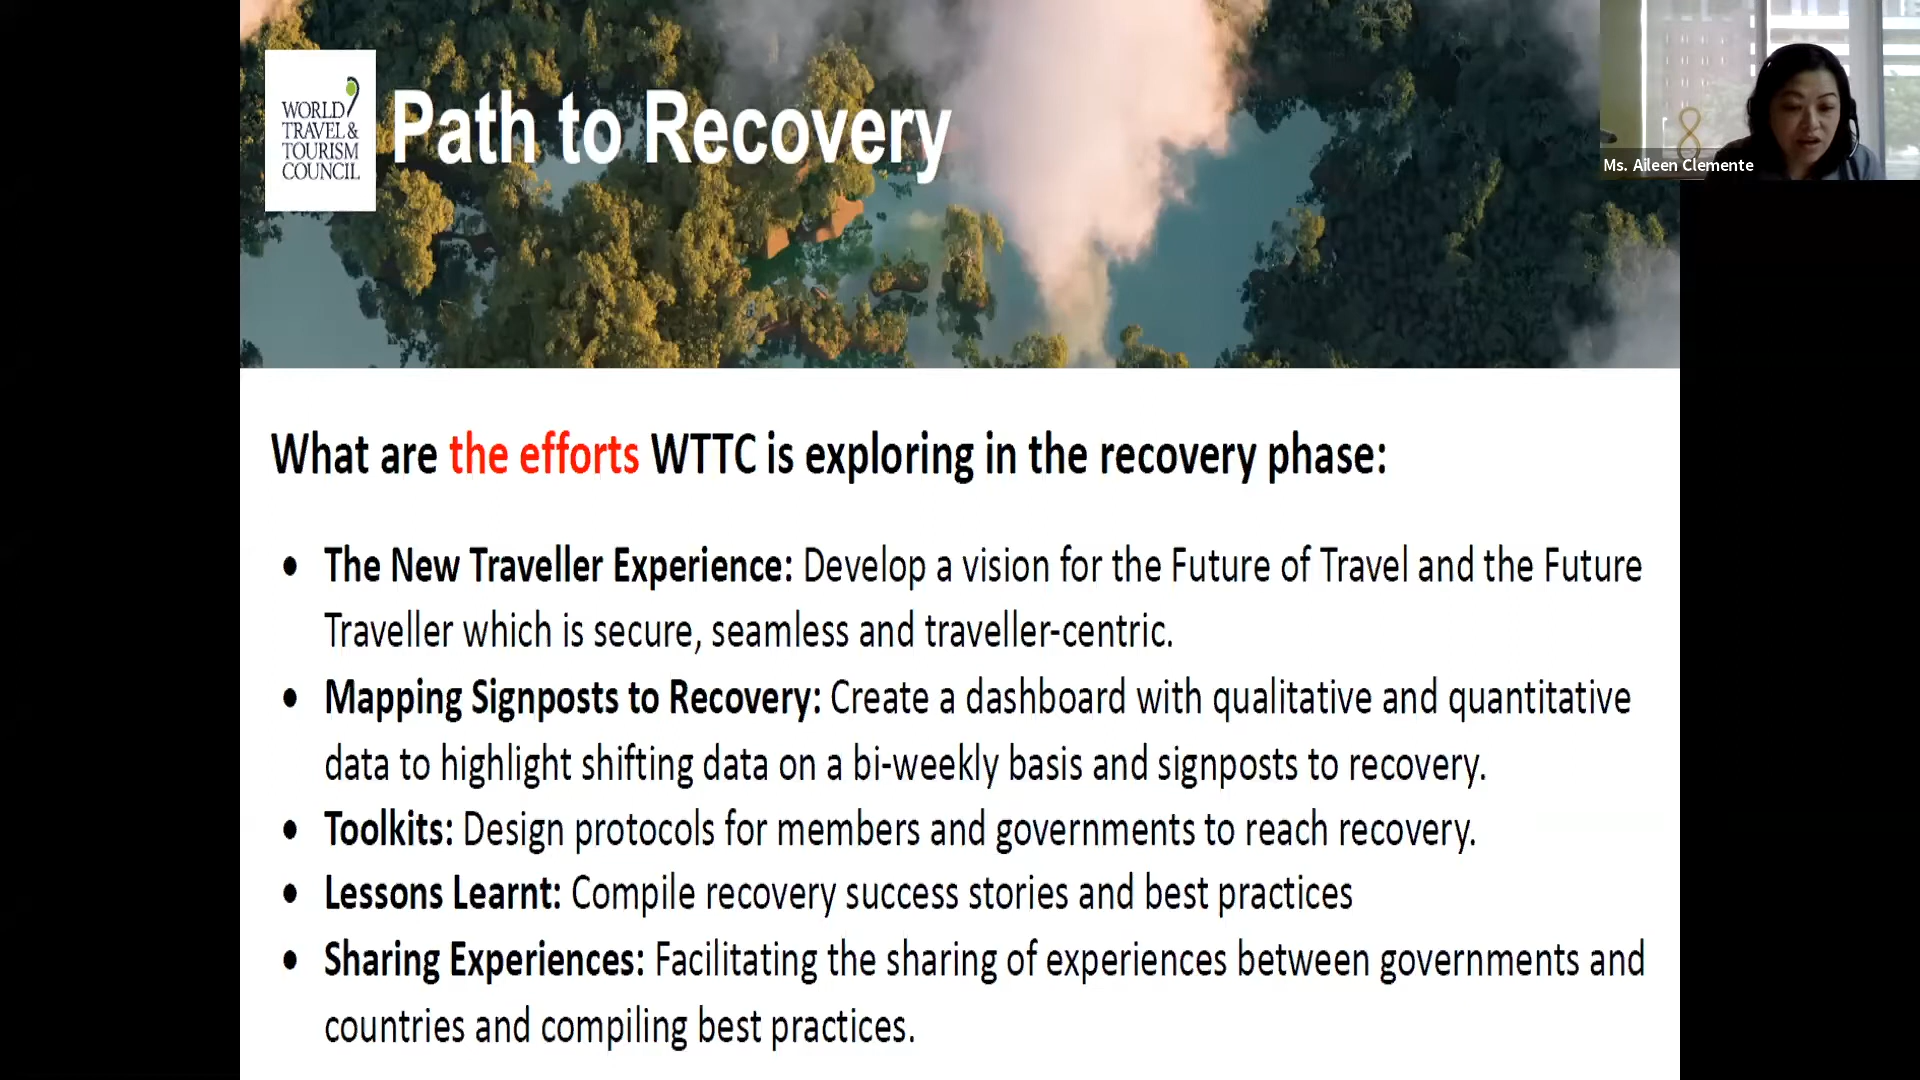 WORLD
TRAVEL &
TOURISM
COUNCIL
Path to Recovery
Ms. Aileen Clemente
What are the efforts WTTC is exploring in the recovery phase:
• The New Traveller Experience: Develop a vision for the Future of Travel and the Future
Traveller which is secure, seamless and traveller-centric.
• Mapping Signposts to Recovery: Create a dashboard with qualitative and quantitative
data to highlight shifting data on a bi-weekly basis and signposts to recovery.
• Toolkits: Design protocols for members and governments to reach recovery.
• Lessons Learnt: Compile recovery success stories and best practices
• Sharing Experiences: Facilitating the sharing of experiences between governments and
countries and compiling best practices.